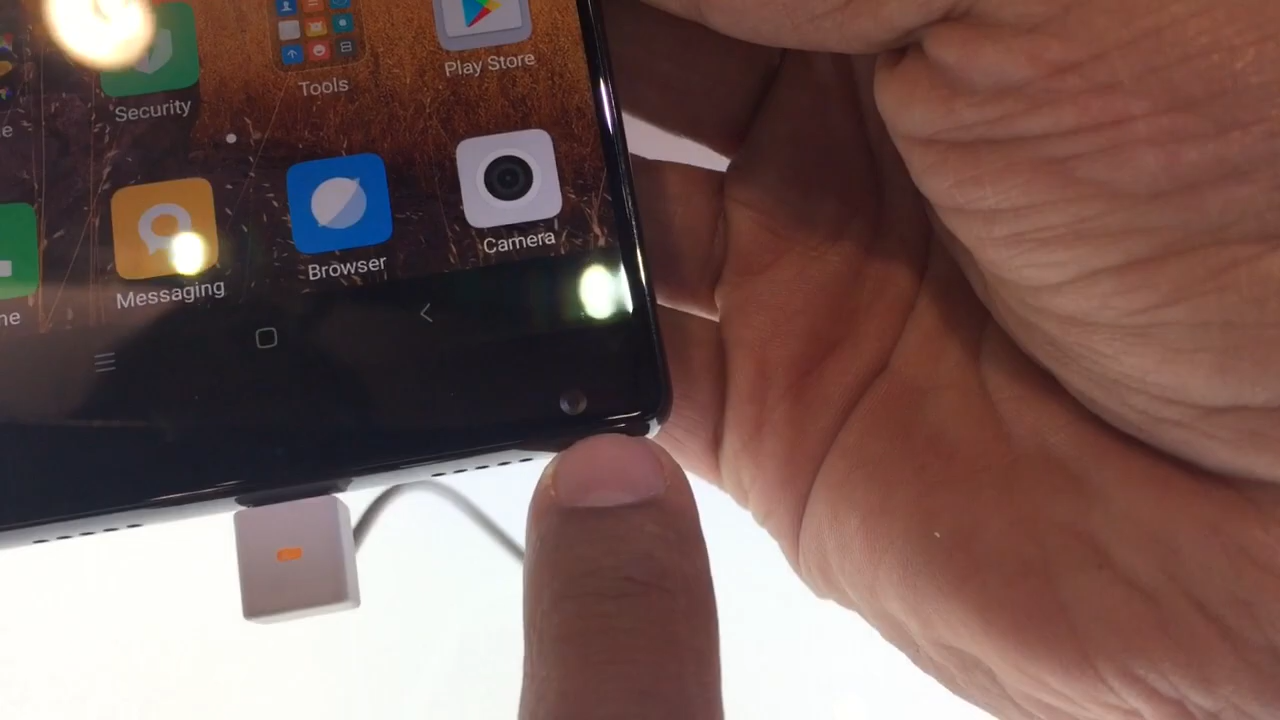 Play Store
Tools
Security
e
Camera
Browser
Messaging
ne